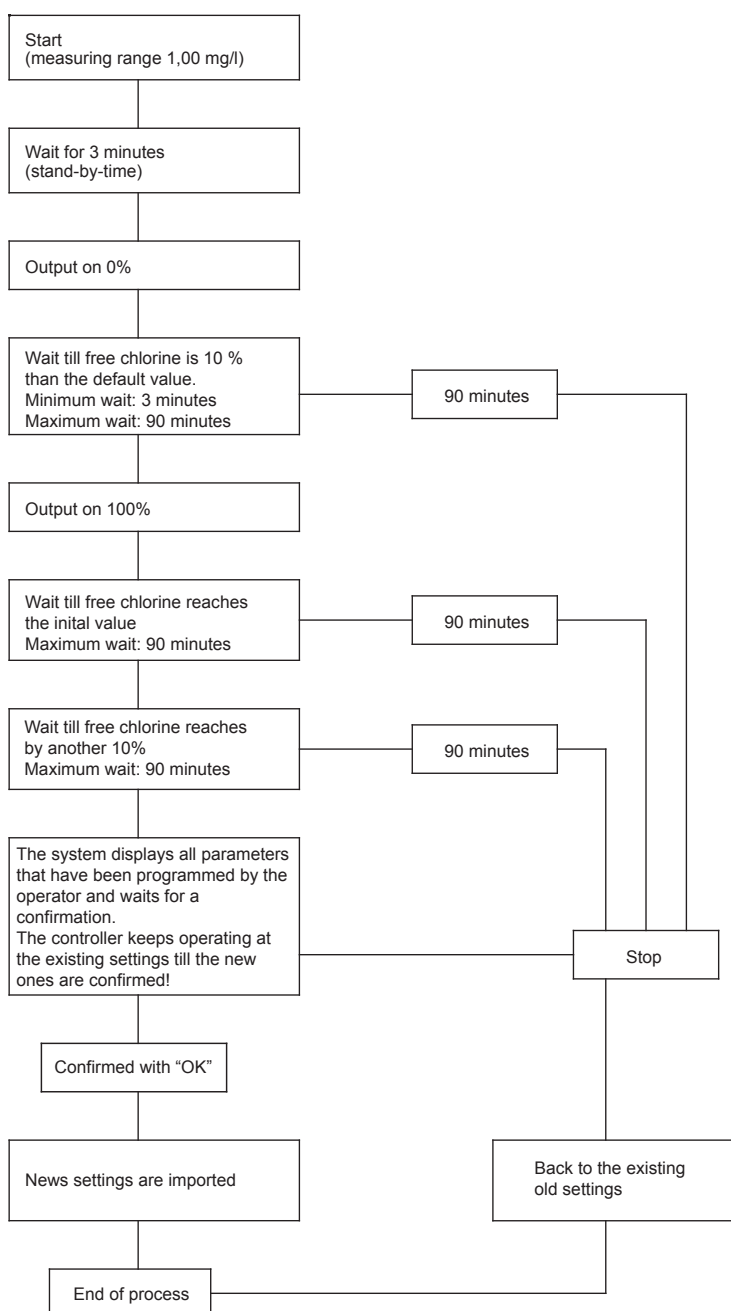 Start
(measuring range 1,00 mg/l)
Wait for 3 minutes
(stand-by-time)
Output on 0%
Wait till free chlorine is 10 %
than the default value.
Minimum wait: 3 minutes
Maximum wait: 90 minutes
90 minutes
Output on 100%
Wait till free chlorine reaches
the inital value
Maximum wait: 90 minutes
90 minutes
Wait till free chlorine reaches
by another 10%
Maximum wait: 90 minutes
90 minutes
The system displays all parameters
that have been programmed by the
operator and waits for a
confirmation.
The controller keeps operating at
the existing settings till the new
ones are confirmed!
Stop
Confirmed with “OK”
News settings are imported
Back to the existing
old settings
End of process